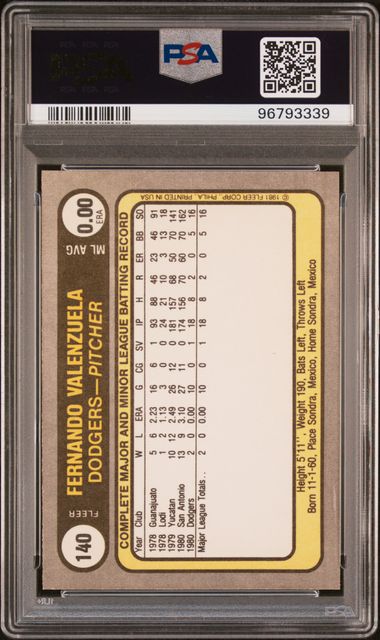 PSA
96793339
140
FLEER
FERNANDO VALENZUELA
DODGERS—PITCHER
ML AVG
0.00
ERA
COMPLETE MAJOR AND MINOR LEAGUE BATTING RECORD
Year Club W L ERA G CG SV IP H R ER BB SO
1978 Guanajuato 5 6 2.23 16 6 1 93 88 46 23 46 91
1978 Lodi 1 2 1.13 3 0 0 24 21 10 3 13 18
1979 Yucatan 10 12 2.49 26 12 0 181 157 68 50 70 141
1980 San Antonio 13 9 3.10 27 11 0 174 156 70 60 70 162
1980 Dodgers 2 0 0.00 10 0 1 18 8 2 0 5 16
Major League Totals.. 2 0 0.00 10 0 1 18 8 2 0 5 16
Height 5'11", Weight 190, Bats Left, Throws Left
Born 11-1-60, Place Sondra, Mexico, Home Sondra, Mexico
© 1981 FLEER CORP., PHILA. PRINTED IN USA